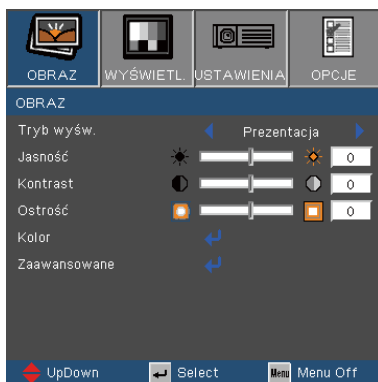 OBRAZ WYŚWIETL. USTAWIENIA OPCJE
OBRAZ
Tryb wyśw. Prezentacja
Jasność 0
Kontrast 0
Ostrość 0
Kolor
Zaawansowane
UpDown Select Menu Menu Off